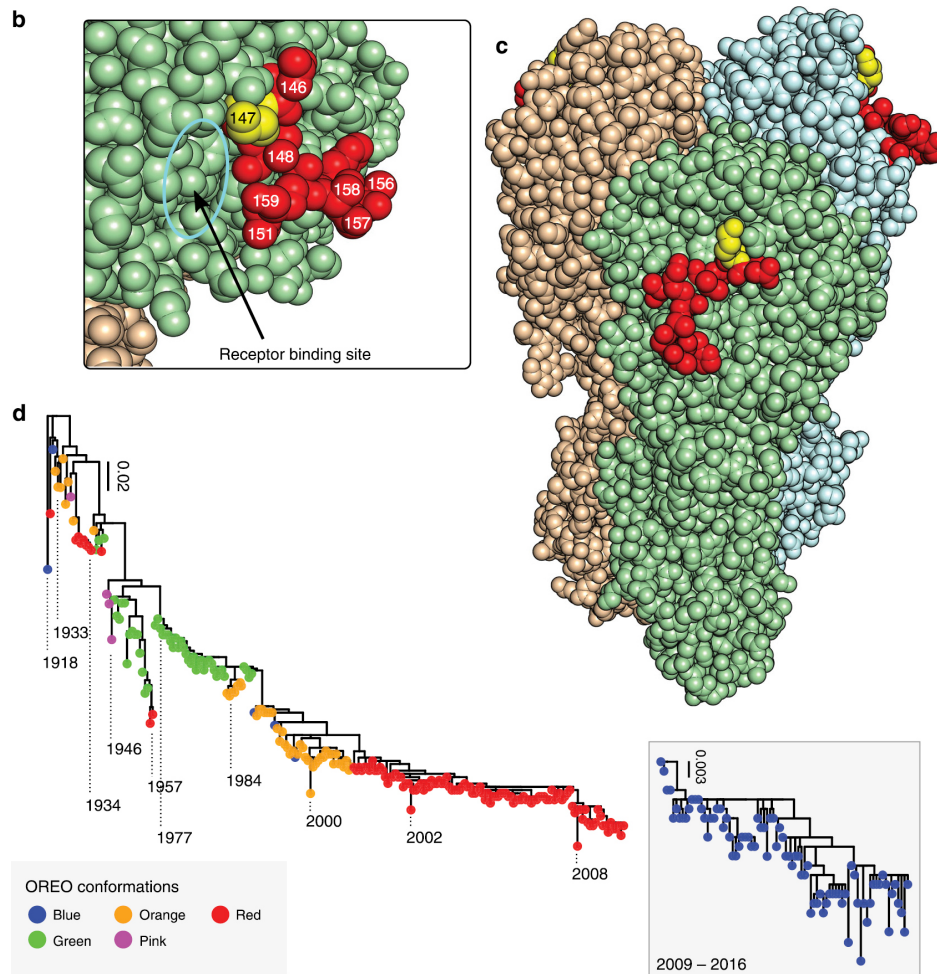 b
146
147
148
158
156
159
157
151
Receptor binding site
c
d
0.02
1933
1918
1946
1984
1957
1934
2000
2002
1977
2008
0.003
2009 – 2016
OREO conformations
Blue
Orange
Red
Green
Pink